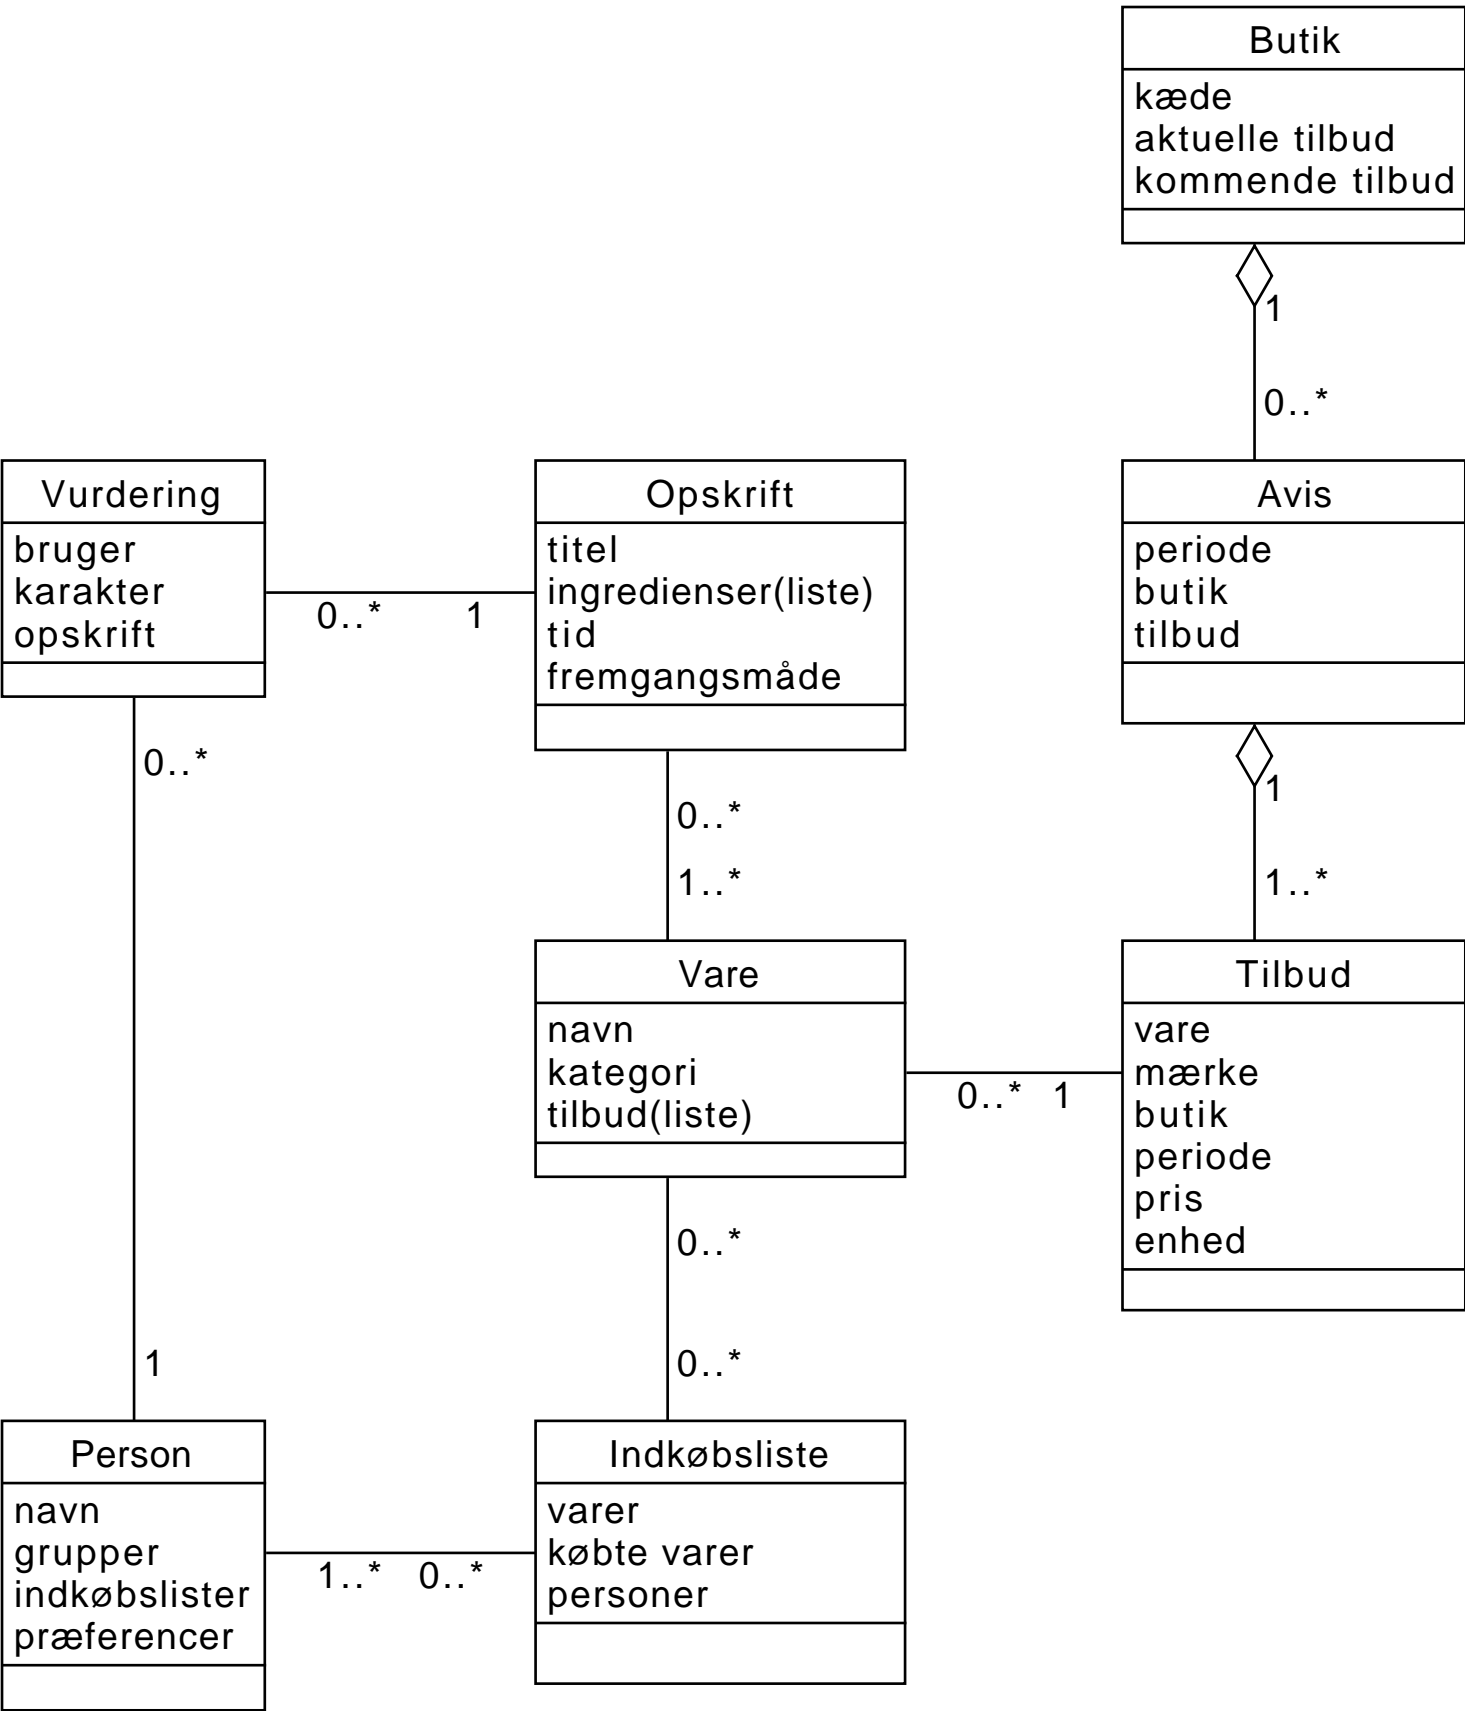 Butik
kæde
aktuelle tilbud
kommende tilbud
1
0..*
Vurdering
bruger
karakter
opskrift
0..* 1
Opskrift
titel
ingredienser(liste)
tid
fremgangsmåde
Avis
periode
butik
tilbud
0..*
0..*
1..*
1
1..*
Vare
navn
kategori
tilbud(liste)
0..* 1
Tilbud
vare
mærke
butik
periode
pris
enhed
0..*
0..*
1
Person
navn
grupper
indkøbslister
præferencer
1..* 0..*
Indkøbsliste
varer
købte varer
personer